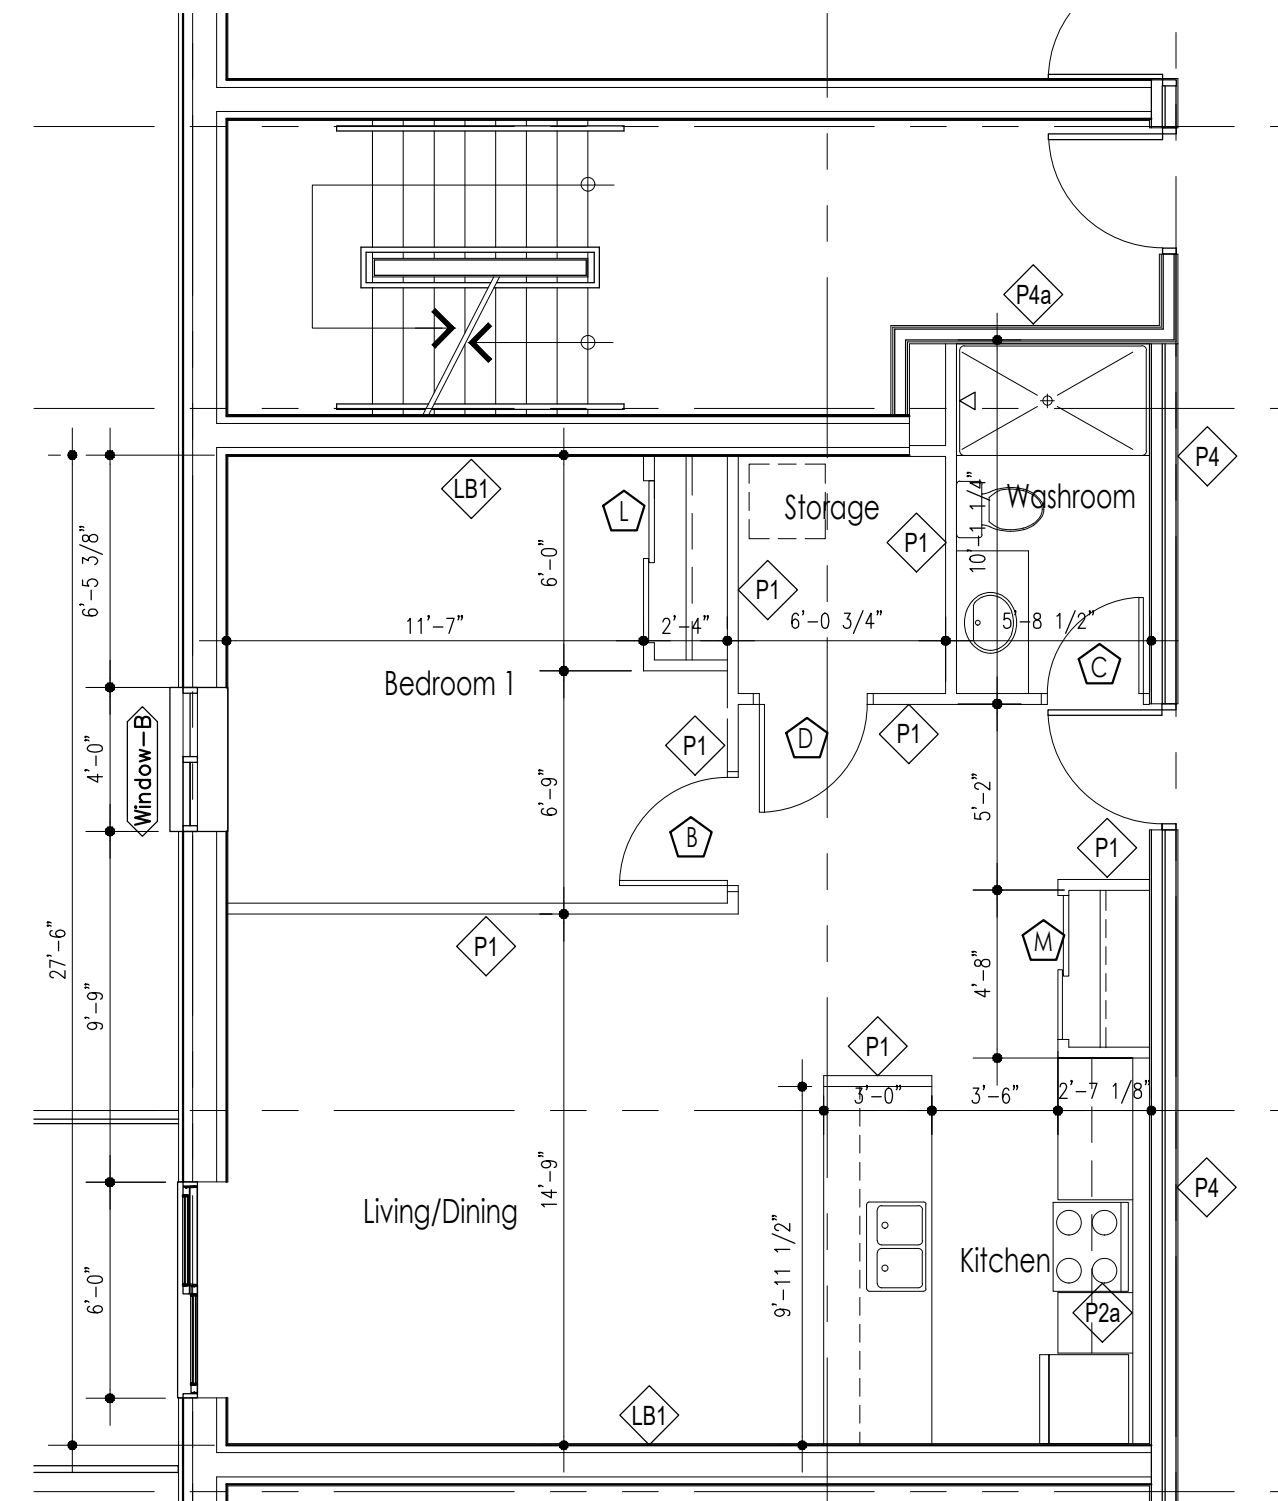 P4a
P4
LB1
L
Storage
Washroom
10'-1 1/4"
P1
P1
6'-5 3/8"
6'-0"
11'-7"
2'-4"
6'-0 3/4"
5'-8 1/2"
Bedroom 1
C
Window-B
4'-0"
P1
D
P1
6'-9"
5'-2"
B
P1
27'-6"
P1
M
9'-9"
4'-8"
P1
3'-0"
3'-6"
2'-7 1/8"
14'-9"
P4
Living/Dining
9'-11 1/2"
Kitchen
6'-0"
P2a
LB1